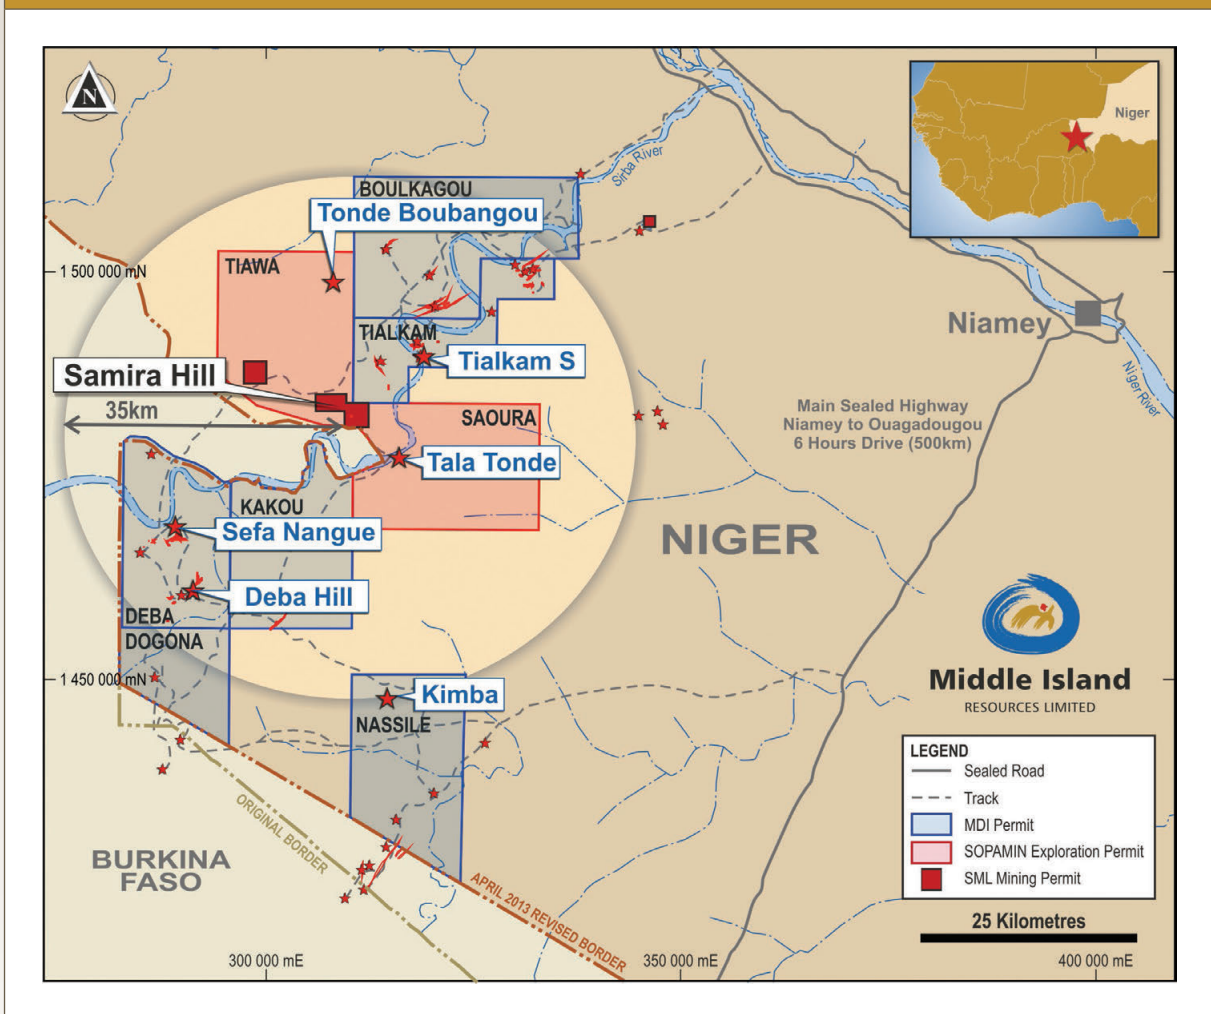 N
Niger
Sirba River
BOULKAGOU
Tonde Boubangou
TIAWA
1 500 000 mN
Niamey
TIALKAM
Tialkam S
Samira Hill
35km
Niger River
SAOURA
Main Sealed Highway
Niamey to Ouagadougou
6 Hours Drive (500km)
Tala Tonde
KAKOU
Sefa Nangue
NIGER
Deba Hill
DEBA
DOGONA
1 450 000 mN
Kimba
NASSILE
Middle Island
RESOURCES LIMITED
LEGEND
Sealed Road
Track
MDI Permit
SOPAMIN Exploration Permit
SML Mining Permit
ORIGINAL BORDER
BURKINA
FASO
APRIL 2013 REVISED BORDER
25 Kilometres
300 000 mE
350 000 mE
400 000 mE